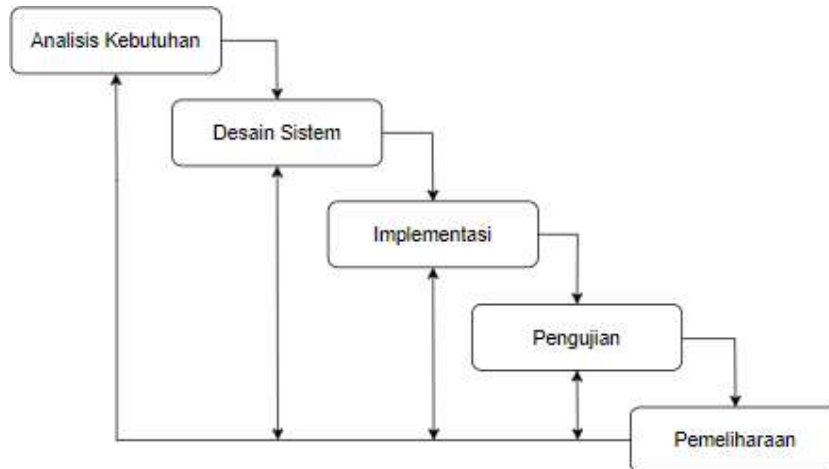 Analisis Kebutuhan
Desain Sistem
Implementasi
Pengujian
Pemeliharaan